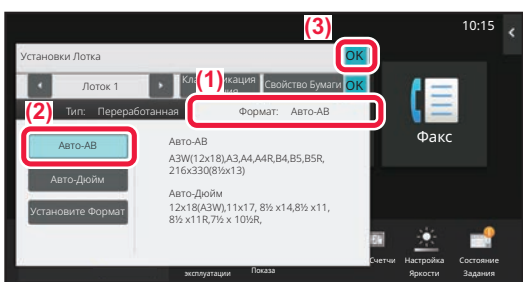 (3)
10:15
Установки Лотка
OK
Лоток 1
(1)
Свойство Бумаги
OK
(2)
Тип: Переработанная
Формат: Авто-AB
Авто-AB
Авто-Дюйм
Установите Формат
Авто-AB
A3W(12x18),A3,A4,A4R,B4,B5,B5R,
216x330(8½x13)
Авто-Дюйм
12x18(A3W),11x17, 8½ x14,8½ x11,
8½ x11R,7½ x 10½R,
Факс
эксплуатации
Показа
Счетчи
Настройка
Яркости
Состояние
Задания